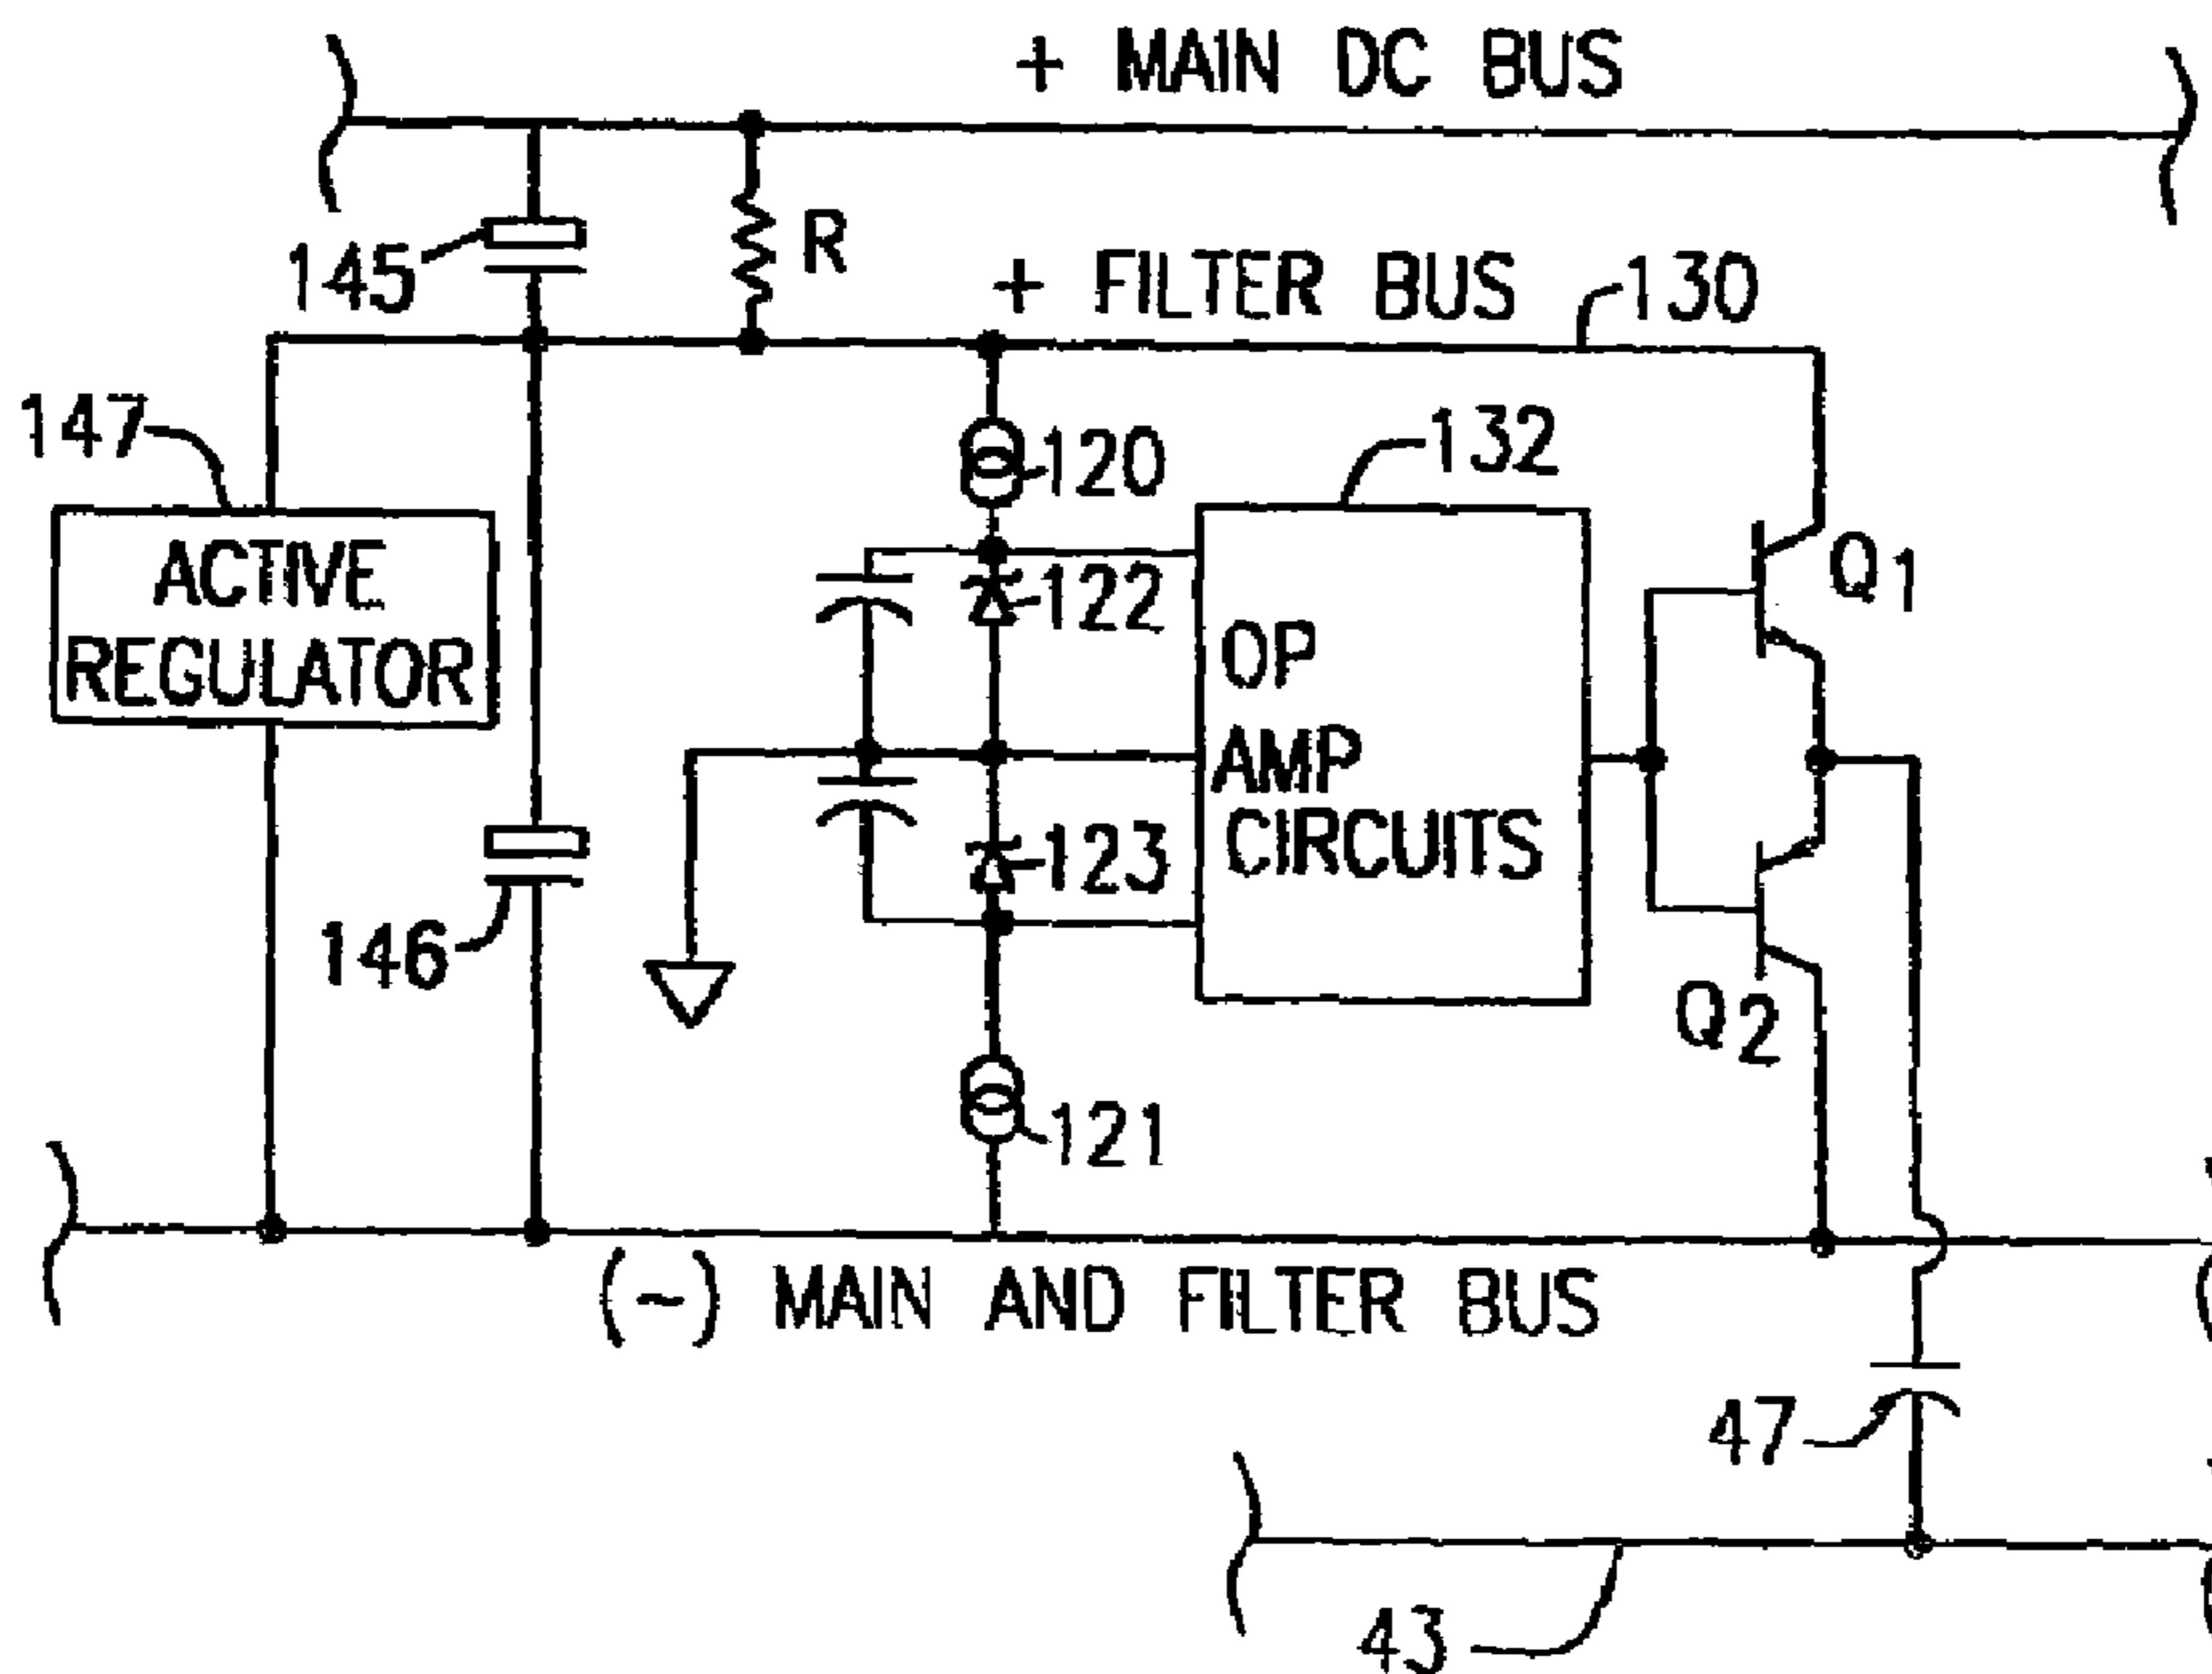 + MAIN DC BUS
145
R
+ FILTER BUS
130
147
120
132
ACTIVE
REGULATOR
122
Q1
OP
AMP
CIRCUITS
123
146
Q2
121
(-) MAIN AND FILTER BUS
47
43